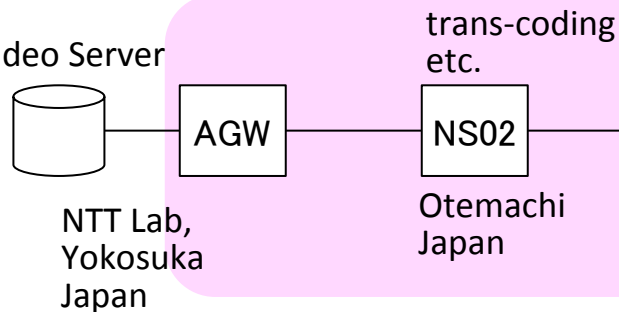 trans-coding
etc.
deo Server
AGW
NS02
NTT Lab,
Yokosuka
Japan
Otemachi
Japan